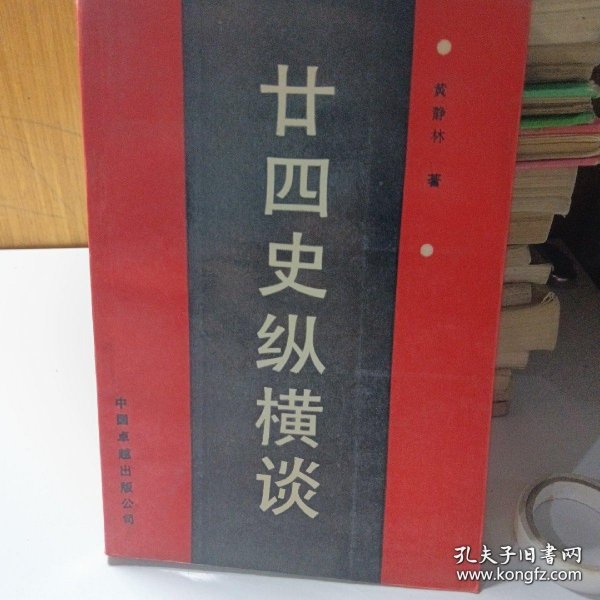 廿四史纵横谈
黄静林 著
中国卓越出版公司
孔夫子旧书网
www.kongfz.com